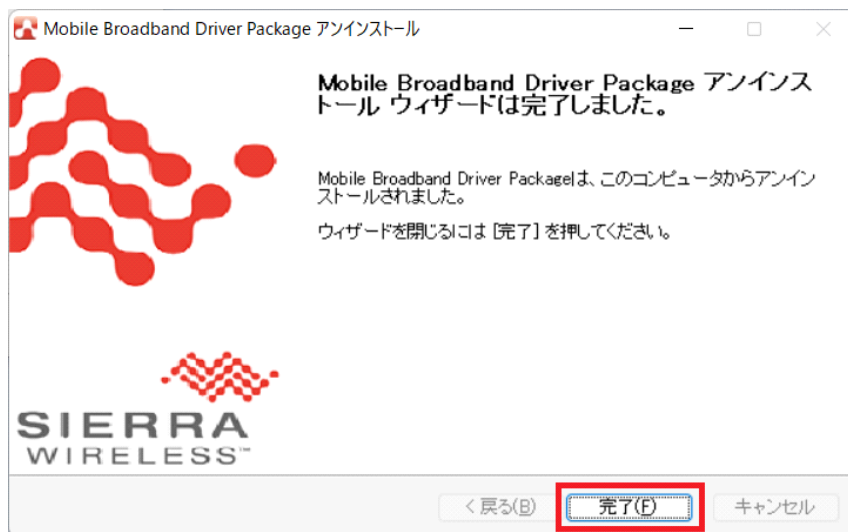 Mobile Broadband Driver Package アンインストール
Mobile Broadband Driver Package アンインス
トール ウィザードは完了しました。
Mobile Broadband Driver Packageは、このコンピュータからアンイン
ストールされました。
ウィザードを閉じるには [完了] を押してください。
SIERRA
WIRELESS™
< 戻る(B)
完了(F)
キャンセル